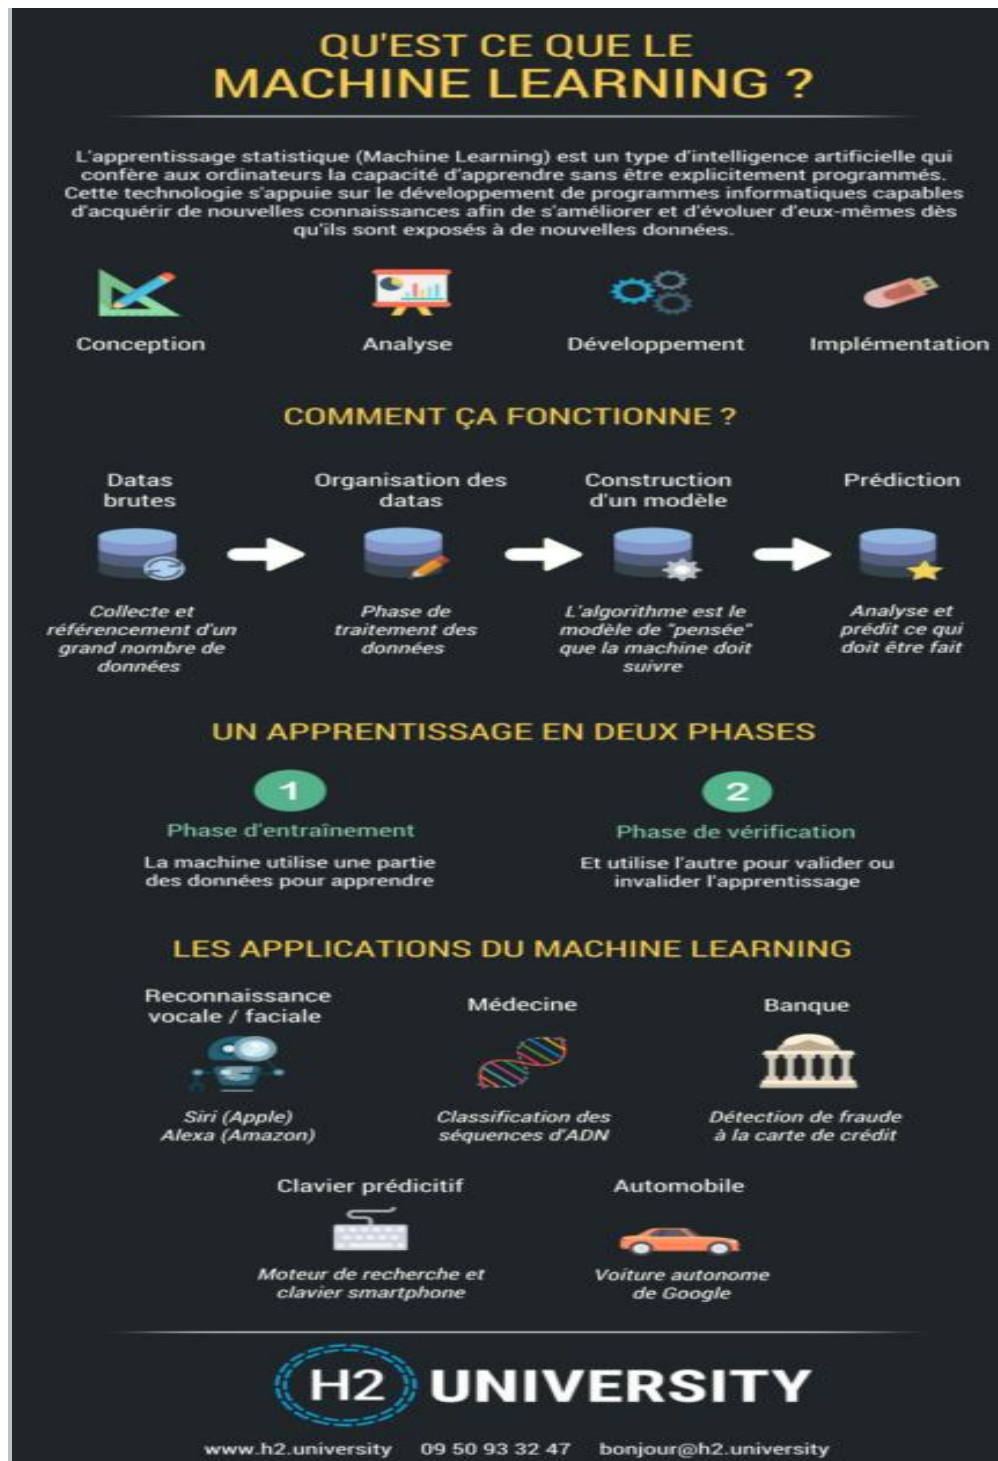 QU'EST CE QUE LE
MACHINE LEARNING ?
L'apprentissage statistique (Machine Learning) est un type d'intelligence artificielle qui
confère aux ordinateurs la capacité d'apprendre sans être explicitement programmés.
Cette technologie s'appuie sur le développement de programmes informatiques capables
d'acquérir de nouvelles connaissances afin de s'améliorer et d'évoluer d'eux-mêmes dès
qu'ils sont exposés à de nouvelles données.
Conception
Analyse
Développement
Implémentation
COMMENT ÇA FONCTIONNE ?
Datas
brutes
Collecte et
référencement d'un
grand nombre de
données
Organisation des
datas
Phase de
traitement des
données
Construction
d'un modèle
L'algorithme est le
modèle de "pensée"
que la machine doit
suivre
Prédiction
Analyse et
prédit ce qui
doit être fait
UN APPRENTISSAGE EN DEUX PHASES
1
Phase d'entraînement
La machine utilise une partie
des données pour apprendre
2
Phase de vérification
Et utilise l'autre pour valider ou
invalider l'apprentissage
LES APPLICATIONS DU MACHINE LEARNING
Reconnaissance
vocale / faciale
Siri (Apple)
Alexa (Amazon)
Médecine
Classification des
séquences d'ADN
Banque
Détection de fraude
à la carte de crédit
Clavier prédicitif
Moteur de recherche et
clavier smartphone
Automobile
Voiture autonome
de Google
H2 UNIVERSITY
www.h2.university 09 50 93 32 47 bonjour@h2.university